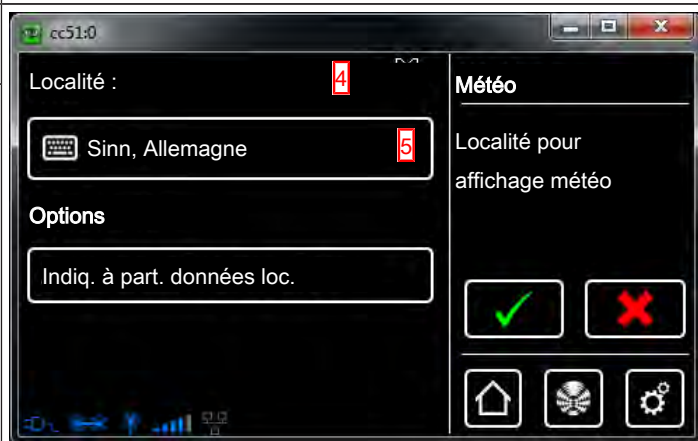 cc51:0
Localité :
4
Météo
Sinn, Allemagne
5
Localité pour
affichage météo
Options
Indiq. à part. données loc.